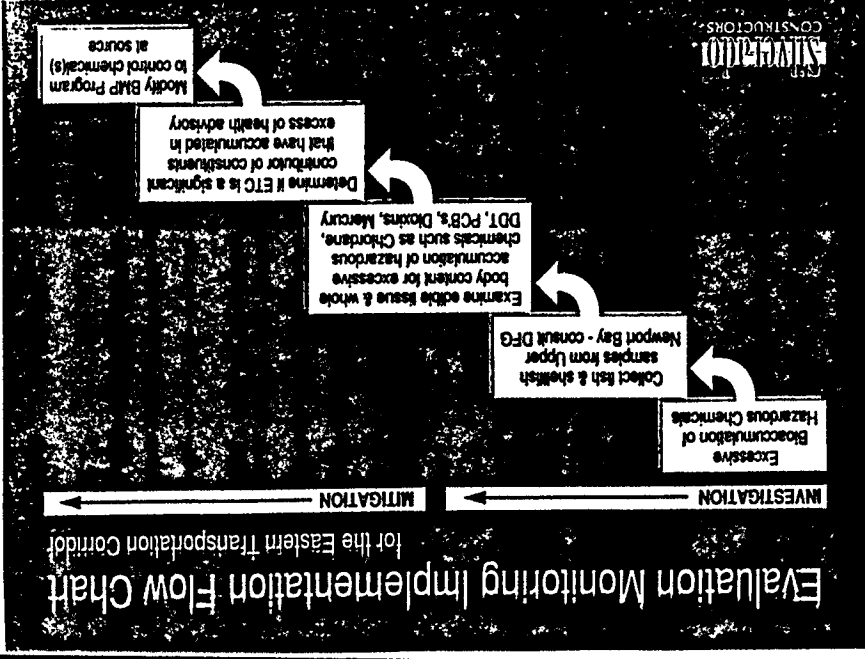 Evaluation Monitoring Implementation Flow Chart
for the Eastern Transportation Corridor
INVESTIGATION
MITIGATION
Excessive
Bioaccumulation of
Hazardous Chemicals
Collect fish & shellfish
samples from Upper
Newport Bay - consult DFG
Examine edible tissue & whole
body content for excessive
accumulation of hazardous
chemicals such as Chlordane,
DDT, PCB's, Dioxins, Mercury
Determine if ETC is a significant
contributor of constituents
that have accumulated in
excess of health advisory
Modify BMP Program
to control chemical(s)
at source
silverado
CONSTRUCTORS